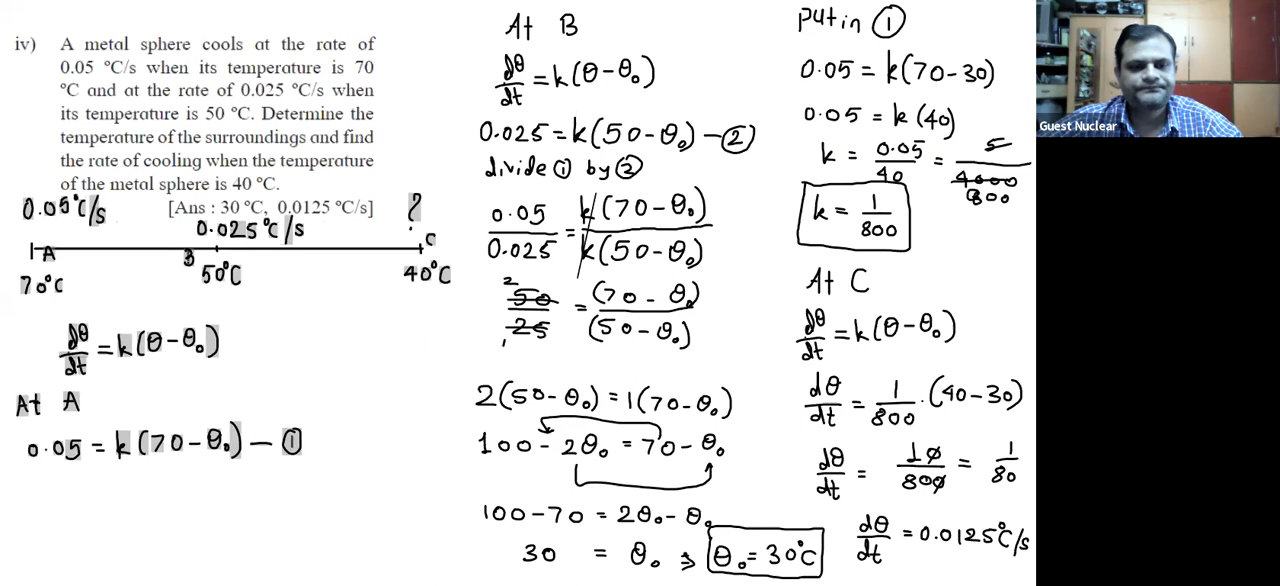 iv) A metal sphere cools at the rate of
0.05 °C/s when its temperature is 70
°C and at the rate of 0.025 °C/s when
its temperature is 50 °C. Determine the
temperature of the surroundings and find
the rate of cooling when the temperature
of the metal sphere is 40 °C.
[Ans : 30 °C, 0.0125 °C/s]
0.05°C/s
0.025°C/s
?
A
B
C
70°C
50°C
40°C
dθ/dt = k(θ-θ₀)
At A
0.05 = k(70-θ₀) — ①
At B
dθ/dt = k(θ-θ₀)
0.025 = k(50-θ₀) — ②
divide ① by ②
0.05/0.025 = k(70-θ₀)/k(50-θ₀)
2 50/25 1 = (70-θ₀)/(50-θ₀)
2(50-θ₀) = 1(70-θ₀)
100 - 2θ₀ = 70 - θ₀
100-70 = 2θ₀-θ₀
30 = θ₀ ⇒ θ₀ = 30°C
put in ①
0.05 = k(70-30)
0.05 = k(40)
k = 0.05/40 = 5/4000 800
k = 1/800
At C
dθ/dt = k(θ-θ₀)
dθ/dt = 1/800 . (40-30)
dθ/dt = 10/800 = 1/80
dθ/dt = 0.0125°C/s
Guest Nuclear